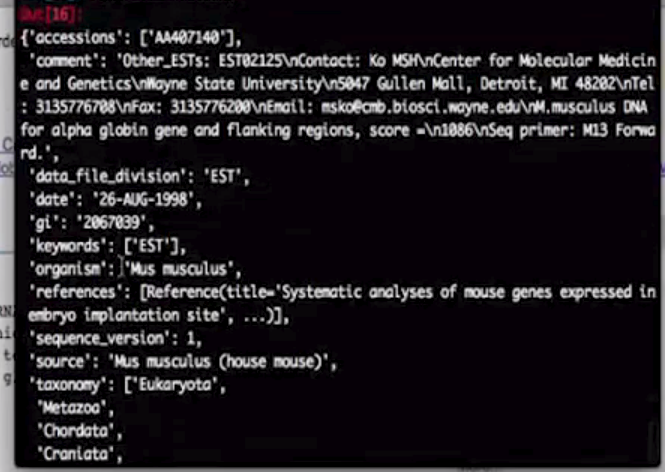 Out[16]:
{'accessions': ['AA407140'],
'comment': 'Other_ESTs: EST02125\nContact: Ko MSH\nCenter for Molecular Medicin
e and Genetics\nWayne State University\n5047 Gullen Mall, Detroit, MI 48202\nTel
: 3135776708\nFax: 3135776200\nEmail: msko@cmb.biosci.wayne.edu\nM.musculus DNA
for alpha globin gene and flanking regions, score =\n1086\nSeq primer: M13 Forwa
rd.',
'data_file_division': 'EST',
'date': '26-AUG-1998',
'gi': '2067039',
'keywords': ['EST'],
'organism': 'Mus musculus',
'references': [Reference(title='Systematic analyses of mouse genes expressed in
embryo implantation site', ...)],
'sequence_version': 1,
'source': 'Mus musculus (house mouse)',
'taxonomy': ['Eukaryota',
'Metazoa',
'Chordata',
'Craniata',